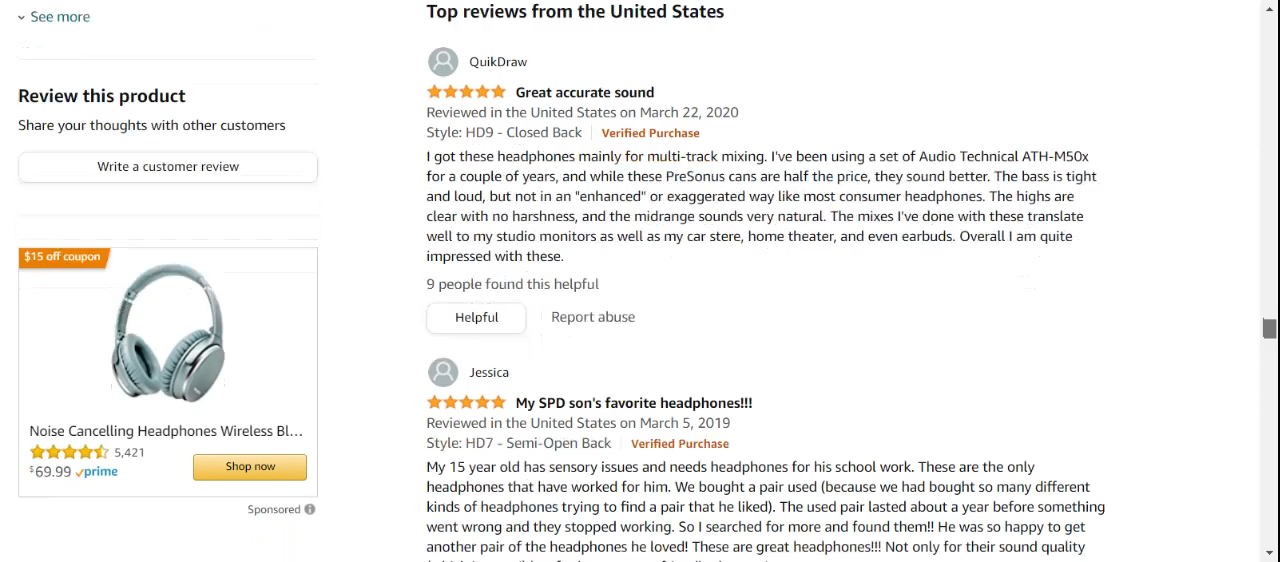 See more
Review this product
Share your thoughts with other customers
Write a customer review
$15 off coupon
Noise Cancelling Headphones Wireless Bl...
5,421
$69.99 prime
Shop now
Sponsored
Top reviews from the United States
QuikDraw
Great accurate sound
Reviewed in the United States on March 22, 2020
Style: HD9 - Closed Back | Verified Purchase
I got these headphones mainly for multi-track mixing. I've been using a set of Audio Technical ATH-M50x
for a couple of years, and while these PreSonus cans are half the price, they sound better. The bass is tight
and loud, but not in an "enhanced" or exaggerated way like most consumer headphones. The highs are
clear with no harshness, and the midrange sounds very natural. The mixes I've done with these translate
well to my studio monitors as well as my car stere, home theater, and even earbuds. Overall I am quite
impressed with these.
9 people found this helpful
Helpful
Report abuse
Jessica
My SPD son's favorite headphones!!!
Reviewed in the United States on March 5, 2019
Style: HD7 - Semi-Open Back | Verified Purchase
My 15 year old has sensory issues and needs headphones for his school work. These are the only
headphones that have worked for him. We bought a pair used (because we had bought so many different
kinds of headphones trying to find a pair that he liked). The used pair lasted about a year before something
went wrong and they stopped working. So I searched for more and found them!! He was so happy to get
another pair of the headphones he loved! These are great headphones!!! Not only for their sound quality